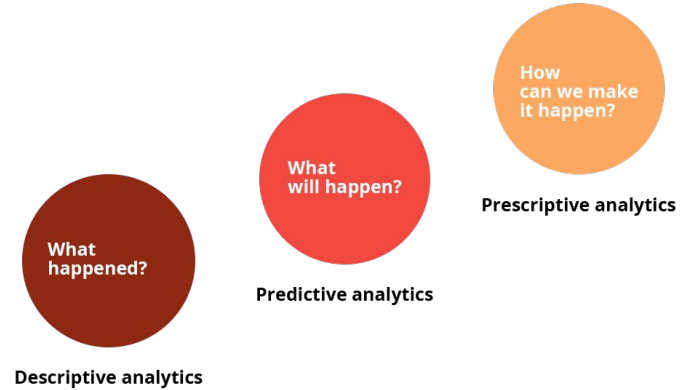 What
happened?
Descriptive analytics
What
will happen?
Predictive analytics
How
can we make
it happen?
Prescriptive analytics